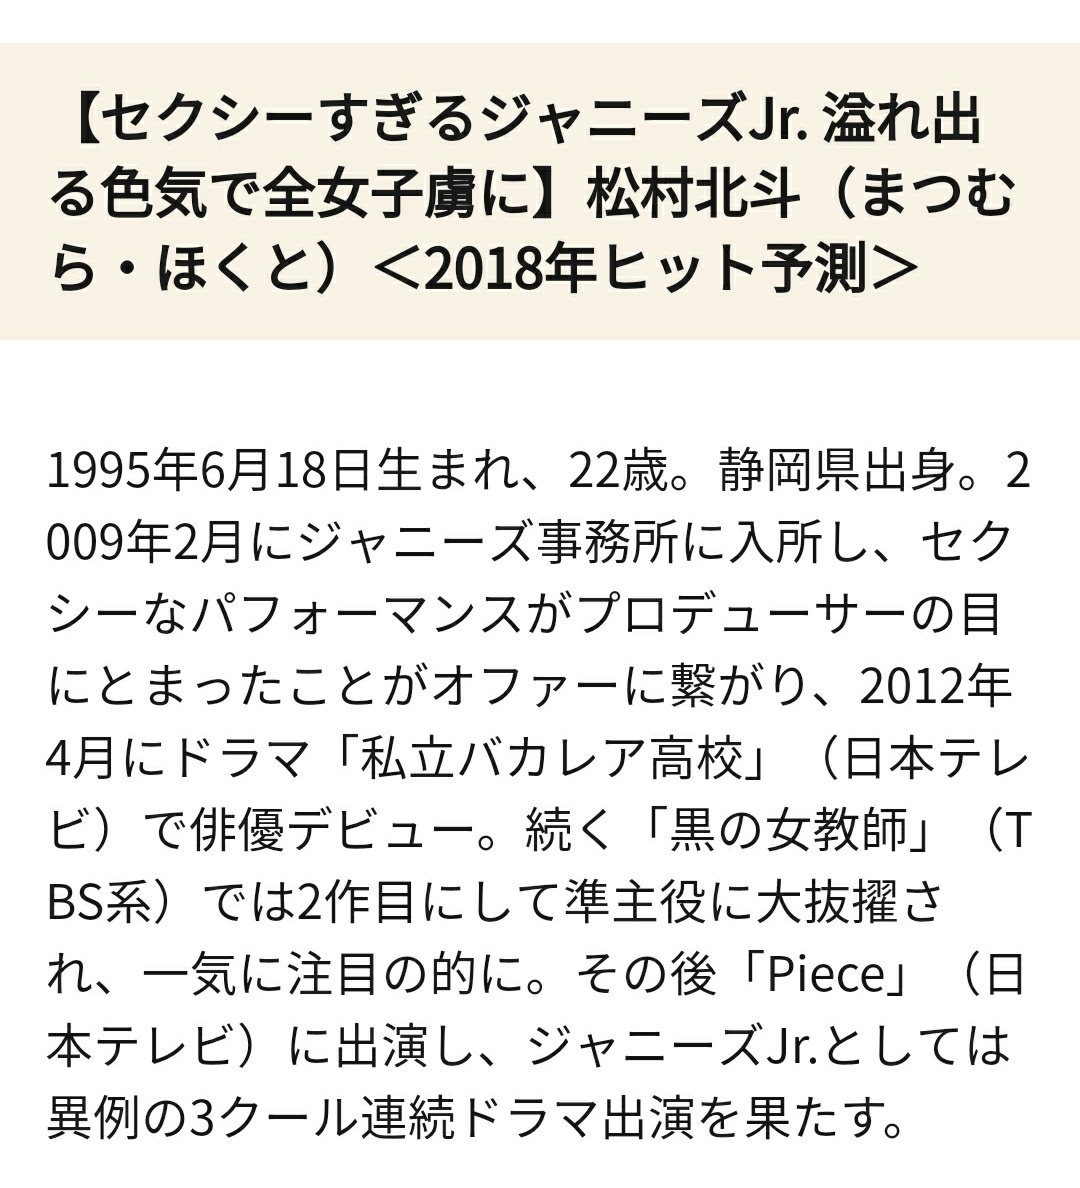 【セクシーすぎるジャニーズJr. 溢れ出
る色気で全女子虜に】松村北斗（まつむ
ら・ほくと）＜2018年ヒット予測＞
1995年6月18日生まれ、22歳。静岡県出身。2
009年2月にジャニーズ事務所に入所し、セク
シーなパフォーマンスがプロデューサーの目
にとまったことがオファーに繋がり、2012年
4月にドラマ「私立バカレア高校」（日本テレ
ビ）で俳優デビュー。続く「黒の女教師」（T
BS系）では2作目にして準主役に大抜擢さ
れ、一気に注目の的に。その後「Piece」（日
本テレビ）に出演し、ジャニーズJr.としては
異例の3クール連続ドラマ出演を果たす。